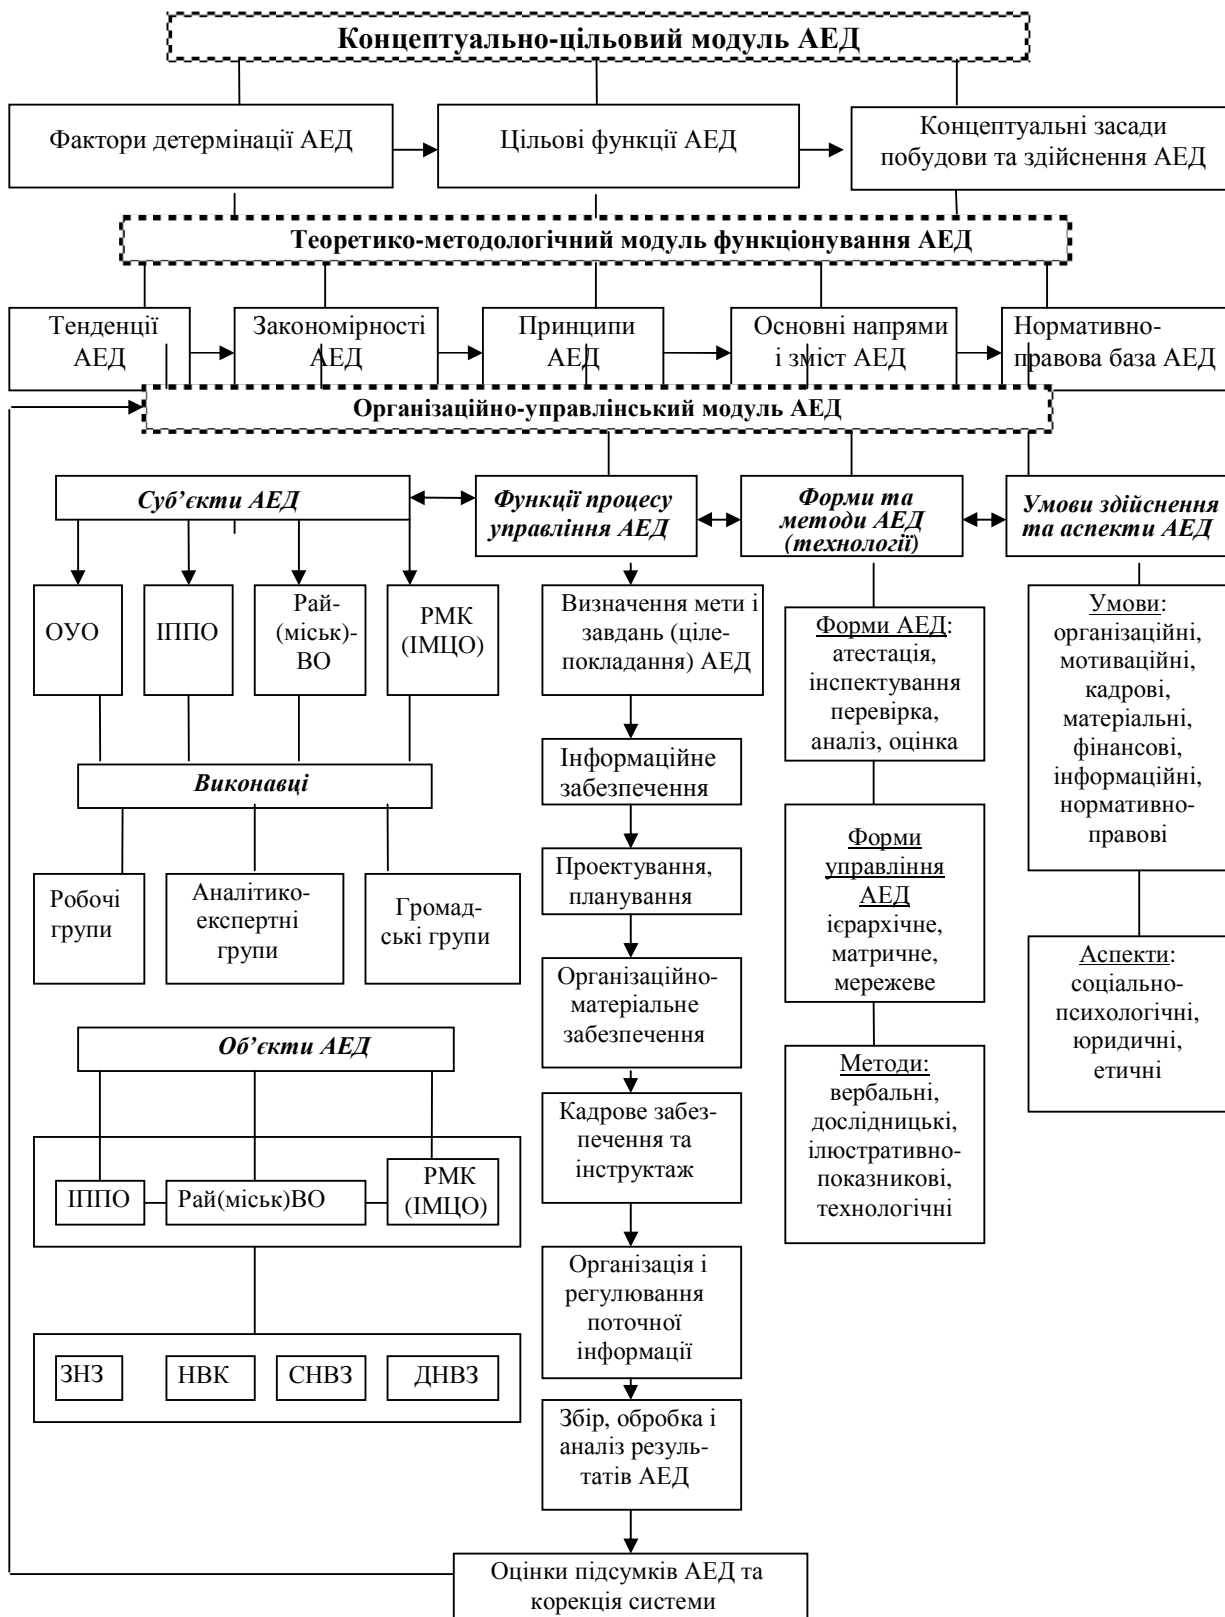 Концептуально-цільовий модуль АЕД
Фактори детермінації АЕД
Цільові функції АЕД
Концептуальні засади
побудови та здійснення АЕД
Теоретико-методологічний модуль функціонування АЕД
Тенденції
АЕД
Закономірності
АЕД
Принципи
АЕД
Основні напрями
і зміст АЕД
Нормативно-
правова база АЕД
Організаційно-управлінський модуль АЕД
Суб’єкти АЕД
Функції процесу
управління АЕД
Форми та
методи АЕД
(технології)
Умови здійснення
та аспекти АЕД
ОУО
ІППО
Рай-
(міськ)-
ВО
РМК
(ІМЦО)
Виконавці
Робочі
групи
Аналітико-
експертні
групи
Громад-
ські групи
Об’єкти АЕД
ІППО
Рай(міськ)ВО
РМК
(ІМЦО)
ЗНЗ
НВК
СНВЗ
ДНВЗ
Визначення мети і
завдань (ціле-
покладання) АЕД
Інформаційне
забезпечення
Проектування,
планування
Організаційно-
матеріальне
забезпечення
Кадрове забез-
печення та
інструктаж
Організація і
регулювання
поточної
інформації
Збір, обробка і
аналіз резуль-
татів АЕД
Оцінки підсумків АЕД та
корекція системи
Форми АЕД:
атестація,
інспектування
перевірка,
аналіз, оцінка
Форми
управління
АЕД
ієрархічне,
матричне,
мережеве
Методи:
вербальні,
дослідницькі,
ілюстративно-
показникові,
технологічні
Умови:
організаційні,
мотиваційні,
кадрові,
матеріальні,
фінансові,
інформаційні,
нормативно-
правові
Аспекти:
соціально-
психологічні,
юридичні,
етичні